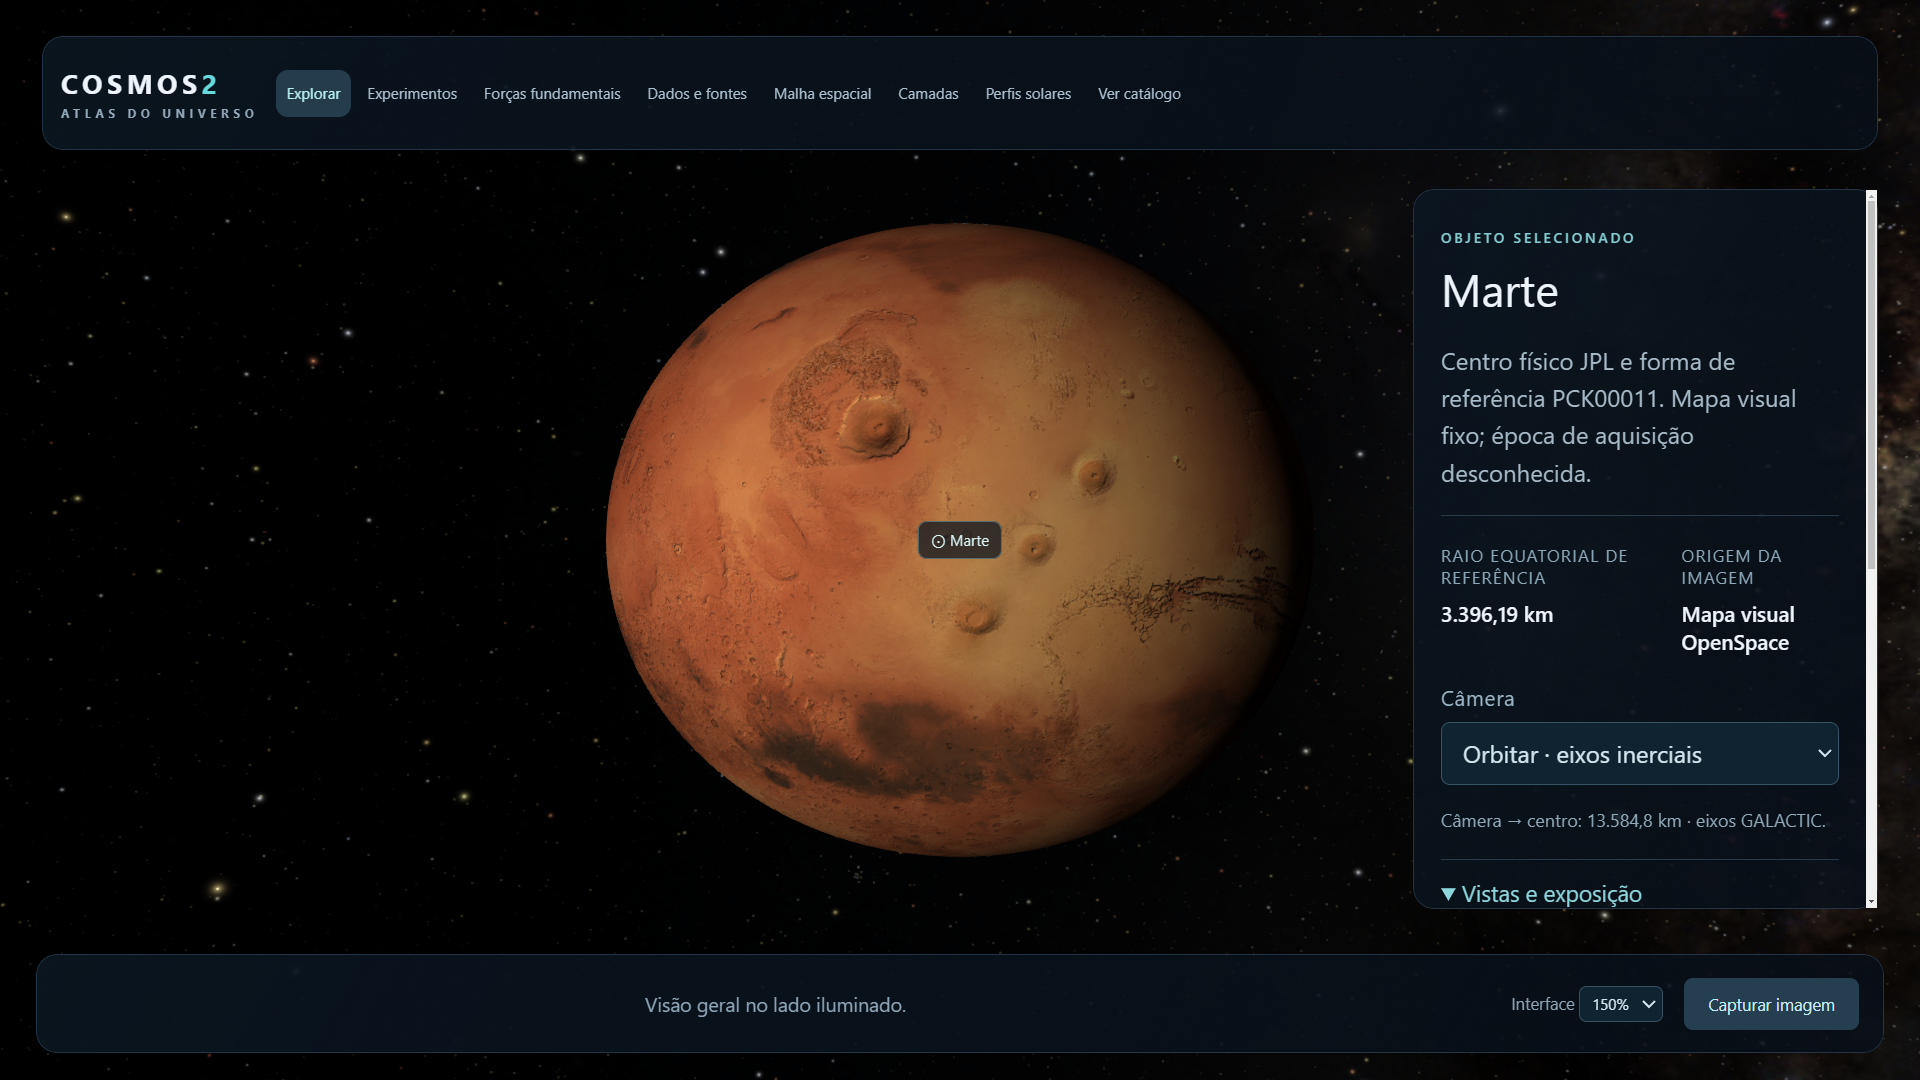 COSMOS2
ATLAS DO UNIVERSO
Explorar
Experimentos
Forças fundamentais
Dados e fontes
Malha espacial
Camadas
Perfis solares
Ver catálogo
Marte
OBJETO SELECIONADO
Marte
Centro físico JPL e forma de
referência PCK00011. Mapa visual
fixo; época de aquisição
desconhecida.
RAIO EQUATORIAL DE
REFERÊNCIA
3.396,19 km
ORIGEM DA
IMAGEM
Mapa visual
OpenSpace
Câmera
Orbitar · eixos inerciais
Câmera → centro: 13.584,8 km · eixos GALACTIC.
▼ Vistas e exposição
Visão geral no lado iluminado.
Interface
150%
Capturar imagem